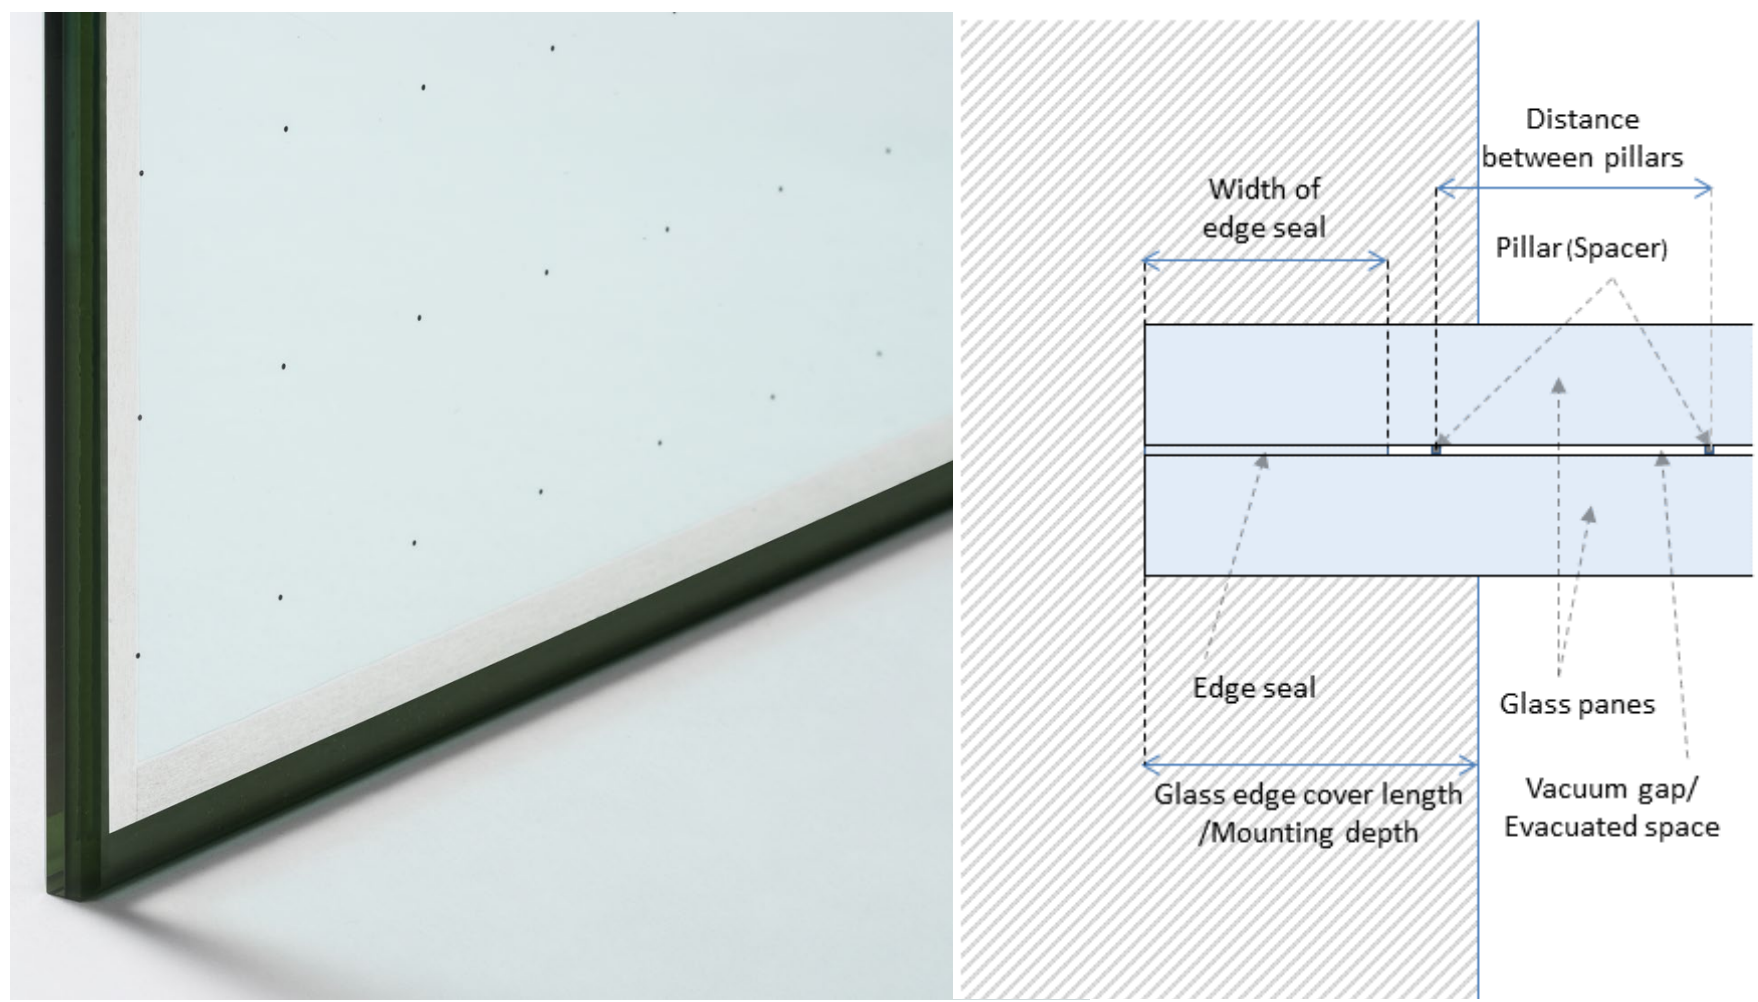 Distance
between pillars
Width of
edge seal
Pillar (Spacer)
Edge seal
Glass panes
Glass edge cover length
/Mounting depth
Vacuum gap/
Evacuated space